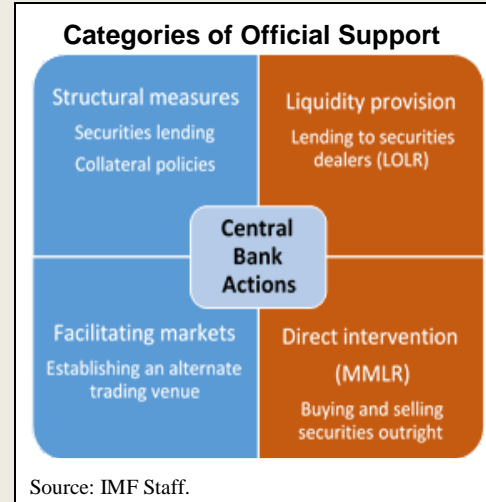 Categories of Official Support
Structural measures
Securities lending
Collateral policies
Liquidity provision
Lending to securities
dealers (LOLR)
Central
Bank
Actions
Facilitating markets
Establishing an alternate
trading venue
Direct intervention
(MMLR)
Buying and selling
securities outright
Source: IMF Staff.